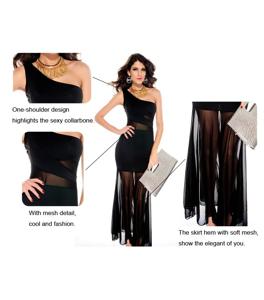 One-shoulder design
highlights the sexy collarbone.
With mesh detail,
cool and fashion.
The skirt hem with soft mesh,
show the elegant of you.